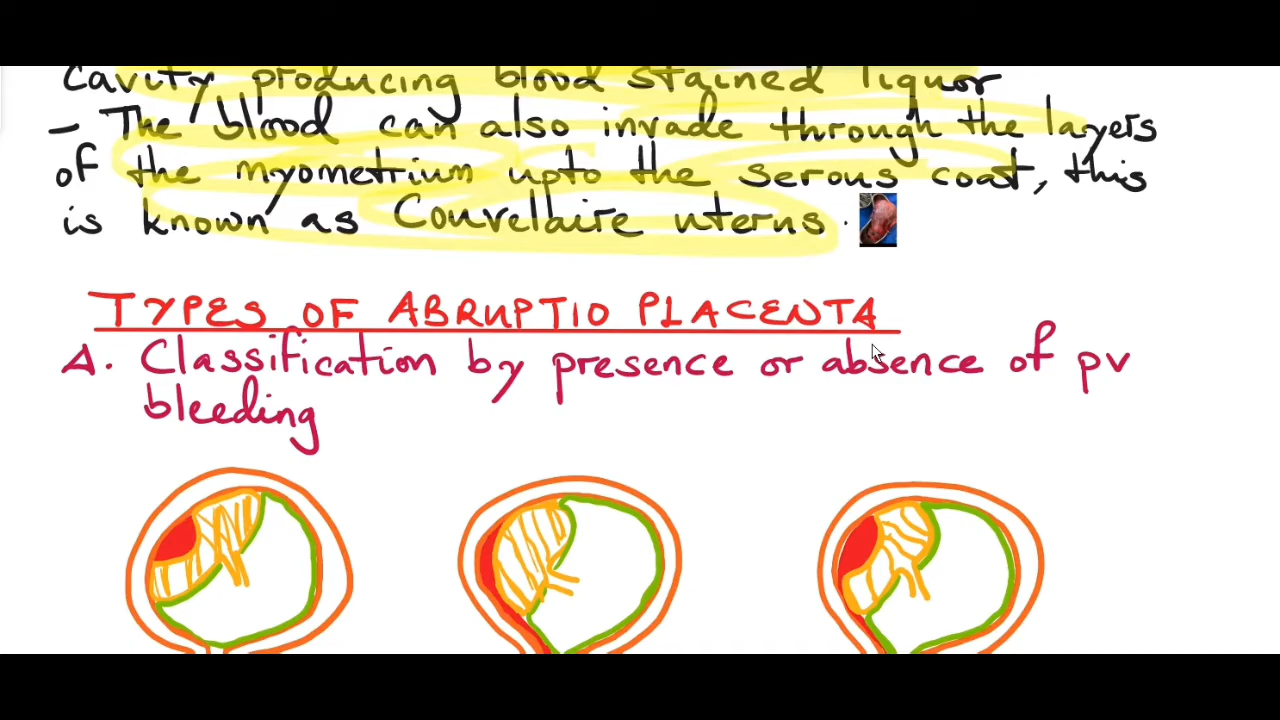 cavity producing blood stained liquor
- The blood can also invade through the layers
of the myometrium upto the serous coat, this
is known as Couvelaire uterus.
TYPES OF ABRUPTIO PLACENTA
A. Classification by presence or absence of pv
bleeding